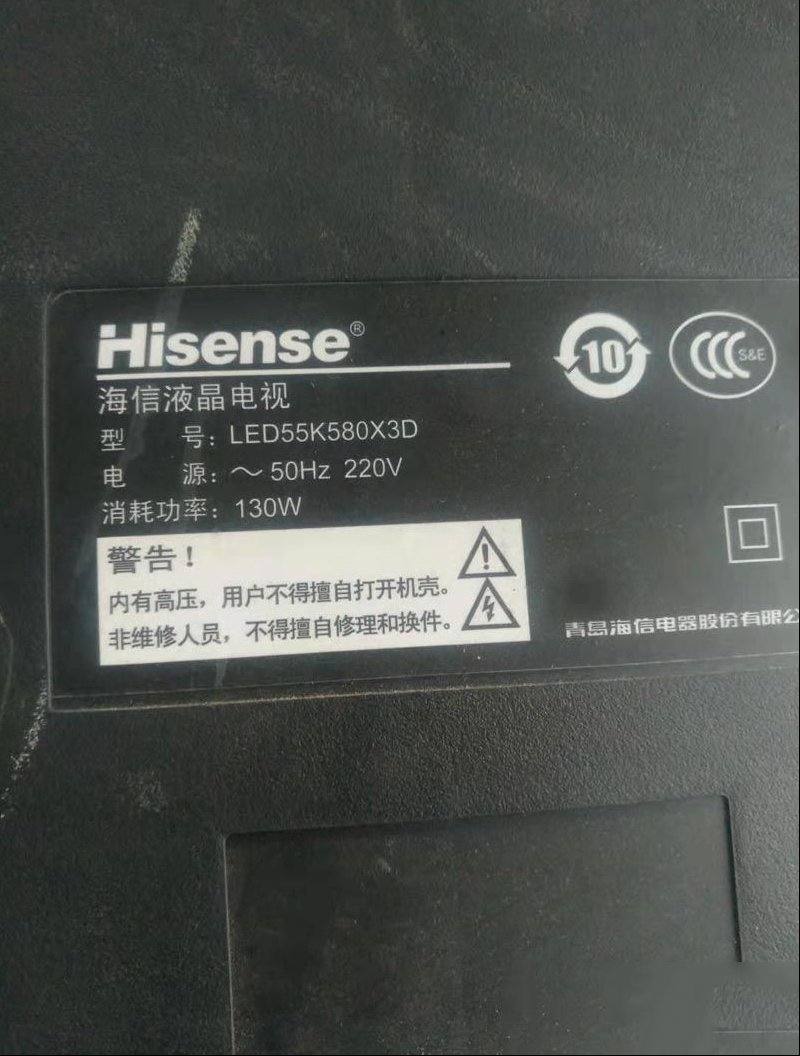 Hisense®
10
CCC S&E
海信液晶电视
型 号：LED55K580X3D
电 源：～50Hz 220V
消耗功率：130W
警告！
内有高压，用户不得擅自打开机壳。
非维修人员，不得擅自修理和换件。
青岛海信电器股份有限公